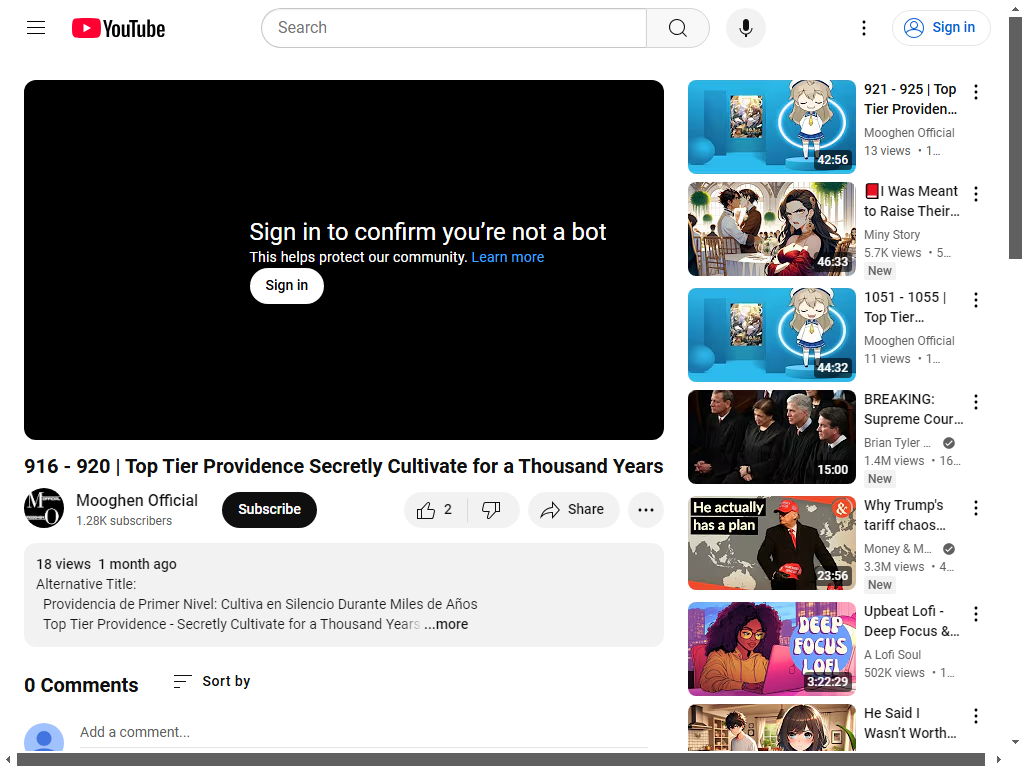 YouTube
Search
Sign in
Sign in to confirm you’re not a bot
This helps protect our community. Learn more
Sign in
916 - 920 | Top Tier Providence Secretly Cultivate for a Thousand Years
Mooghen Official
1.28K subscribers
Subscribe
2
Share
18 views 1 month ago
Alternative Title:
Providencia de Primer Nivel: Cultiva en Silencio Durante Miles de Años
Top Tier Providence - Secretly Cultivate for a Thousand Years ...more
0 Comments
Sort by
Add a comment...
42:56
921 - 925 | Top
Tier Providen...
Mooghen Official
13 views • 1...
46:33
I Was Meant
to Raise Their...
Miny Story
5.7K views • 5...
New
44:32
1051 - 1055 |
Top Tier...
Mooghen Official
11 views • 1...
15:00
BREAKING:
Supreme Cour...
Brian Tyler ...
1.4M views • 16...
New
He actually
has a plan
&
23:56
Why Trump's
tariff chaos...
Money & M...
3.3M views • 4...
New
DEEP
FOCUS
LOFI
3:22:29
Upbeat Lofi -
Deep Focus &...
A Lofi Soul
502K views • 1...
He Said I
Wasn’t Worth...